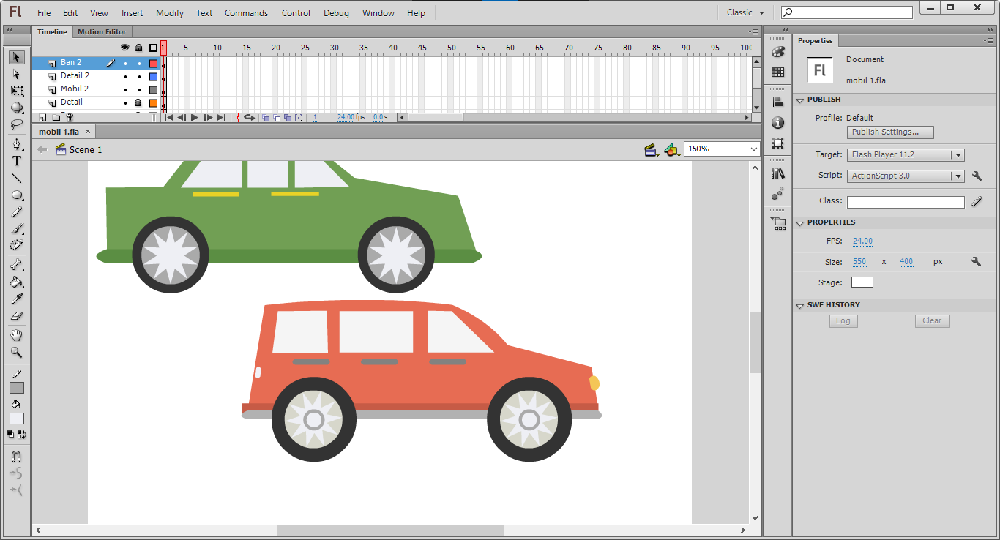 Fl File Edit View Insert Modify Text Commands Control Debug Window Help Classic
Timeline Motion Editor
1 5 10 15 20 25 30 35 40 45 50 55 60 65 70 75 80 85 90 95 100
Ban 2
Detail 2
Mobil 2
Detail
1 24.00 fps 0.0 s
mobil 1.fla ×
Scene 1 150%
T
Properties
Fl Document
mobil 1.fla
PUBLISH
Profile: Default
Publish Settings...
Target: Flash Player 11.2
Script: ActionScript 3.0
Class:
PROPERTIES
FPS: 24.00
Size: 550 x 400 px
Stage:
SWF HISTORY
Log Clear